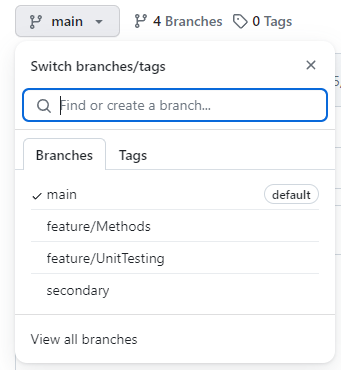 main 4 Branches 0 Tags
Switch branches/tags
Find or create a branch...
Branches Tags
main default
feature/Methods
feature/UnitTesting
secondary
View all branches